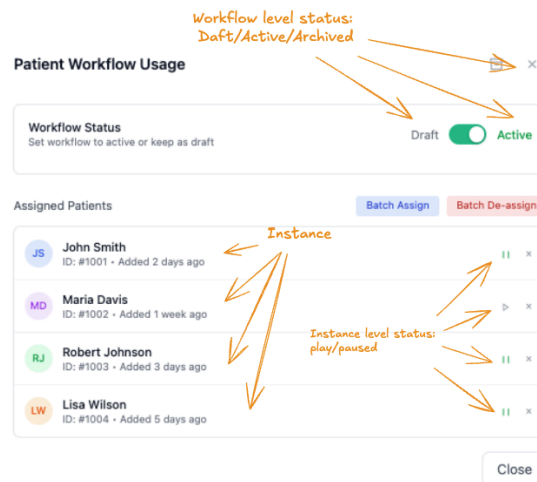 Workflow level status:
Daft/Active/Archived
Patient Workflow Usage
Workflow Status
Set workflow to active or keep as draft
Draft
Active
Assigned Patients
Batch Assign
Batch De-assign
Instance
JS
John Smith
ID: #1001 • Added 2 days ago
MD
Maria Davis
ID: #1002 • Added 1 week ago
Instance level status:
play/paused
RJ
Robert Johnson
ID: #1003 • Added 3 days ago
LW
Lisa Wilson
ID: #1004 • Added 5 days ago
Close